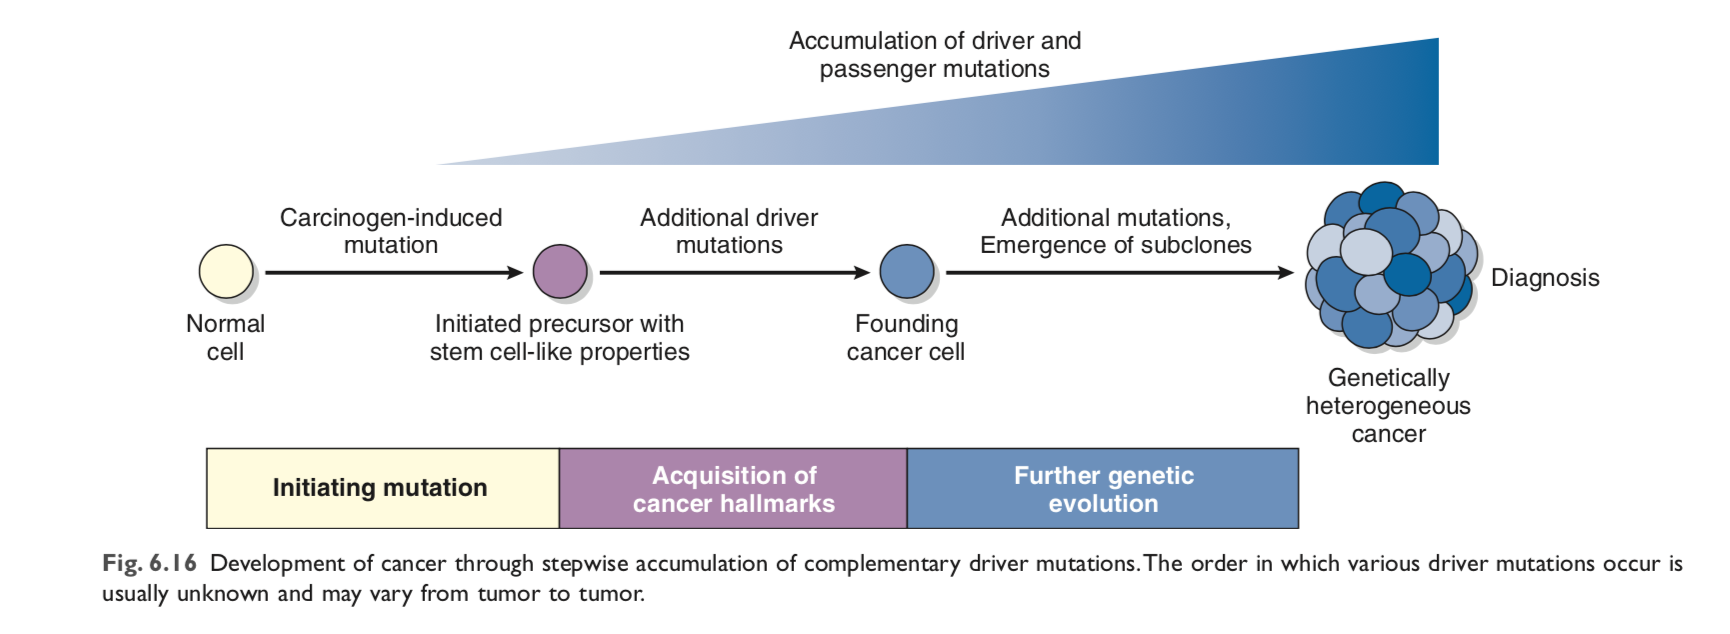 Accumulation of driver and
passenger mutations
Carcinogen-induced
mutation
Additional driver
mutations
Additional mutations,
Emergence of subclones
Diagnosis
Normal
cell
Initiated precursor with
stem cell-like properties
Founding
cancer cell
Genetically
heterogeneous
cancer
Initiating mutation
Acquisition of
cancer hallmarks
Further genetic
evolution
Fig. 6.16 Development of cancer through stepwise accumulation of complementary driver mutations. The order in which various driver mutations occur is
usually unknown and may vary from tumor to tumor.